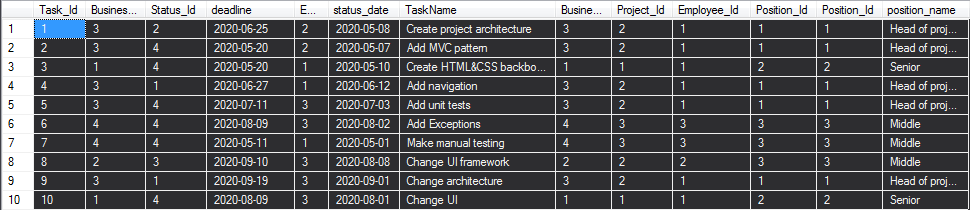 Task_Id Busines... Status_Id deadline E... status_date TaskName Busine... Project_Id Employee_Id Position_Id Position_Id position_name
1 1 3 2 2020-06-25 2 2020-05-08 Create project architecture 3 2 1 1 1 Head of proj...
2 2 3 4 2020-05-20 2 2020-05-07 Add MVC pattern 3 2 1 1 1 Head of proj...
3 3 1 4 2020-05-20 1 2020-05-10 Create HTML&CSS backbo... 1 1 1 2 2 Senior
4 4 3 1 2020-06-27 1 2020-06-12 Add navigation 3 2 1 1 1 Head of proj...
5 5 3 4 2020-07-11 3 2020-07-03 Add unit tests 3 2 1 1 1 Head of proj...
6 6 4 4 2020-08-09 3 2020-08-02 Add Exceptions 4 3 3 3 3 Middle
7 7 4 4 2020-05-11 1 2020-05-01 Make manual testing 4 3 3 3 3 Middle
8 8 2 3 2020-09-10 3 2020-08-08 Change UI framework 2 2 2 3 3 Middle
9 9 3 1 2020-09-19 3 2020-09-01 Change architecture 3 2 1 1 1 Head of proj...
10 10 1 4 2020-08-09 3 2020-08-01 Change UI 1 1 1 2 2 Senior